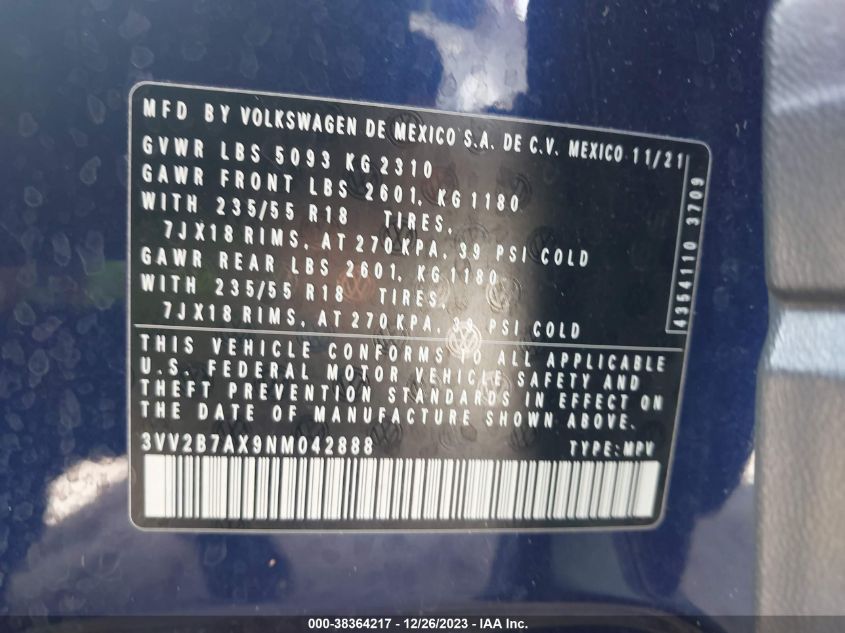 MFD BY VOLKSWAGEN DE MEXICO S.A. DE C.V. MEXICO 11/21
GVWR LBS 5093 KG 2310
GAWR FRONT LBS 2601, KG 1180
WITH 235/55 R18 TIRES,
7JX18 RIMS, AT 270 KPA, 39 PSI COLD
GAWR REAR LBS 2601, KG 1180
WITH 235/55 R18 TIRES,
7JX18 RIMS, AT 270 KPA, 39 PSI COLD
4354110 3709
THIS VEHICLE CONFORMS TO ALL APPLICABLE
U.S. FEDERAL MOTOR VEHICLE SAFETY AND
THEFT PREVENTION STANDARDS IN EFFECT ON
THE DATE OF MANUFACTURE SHOWN ABOVE.
3VV2B7AX9NM042888 TYPE: MPV
000-38364217 - 12/26/2023 - IAA Inc.